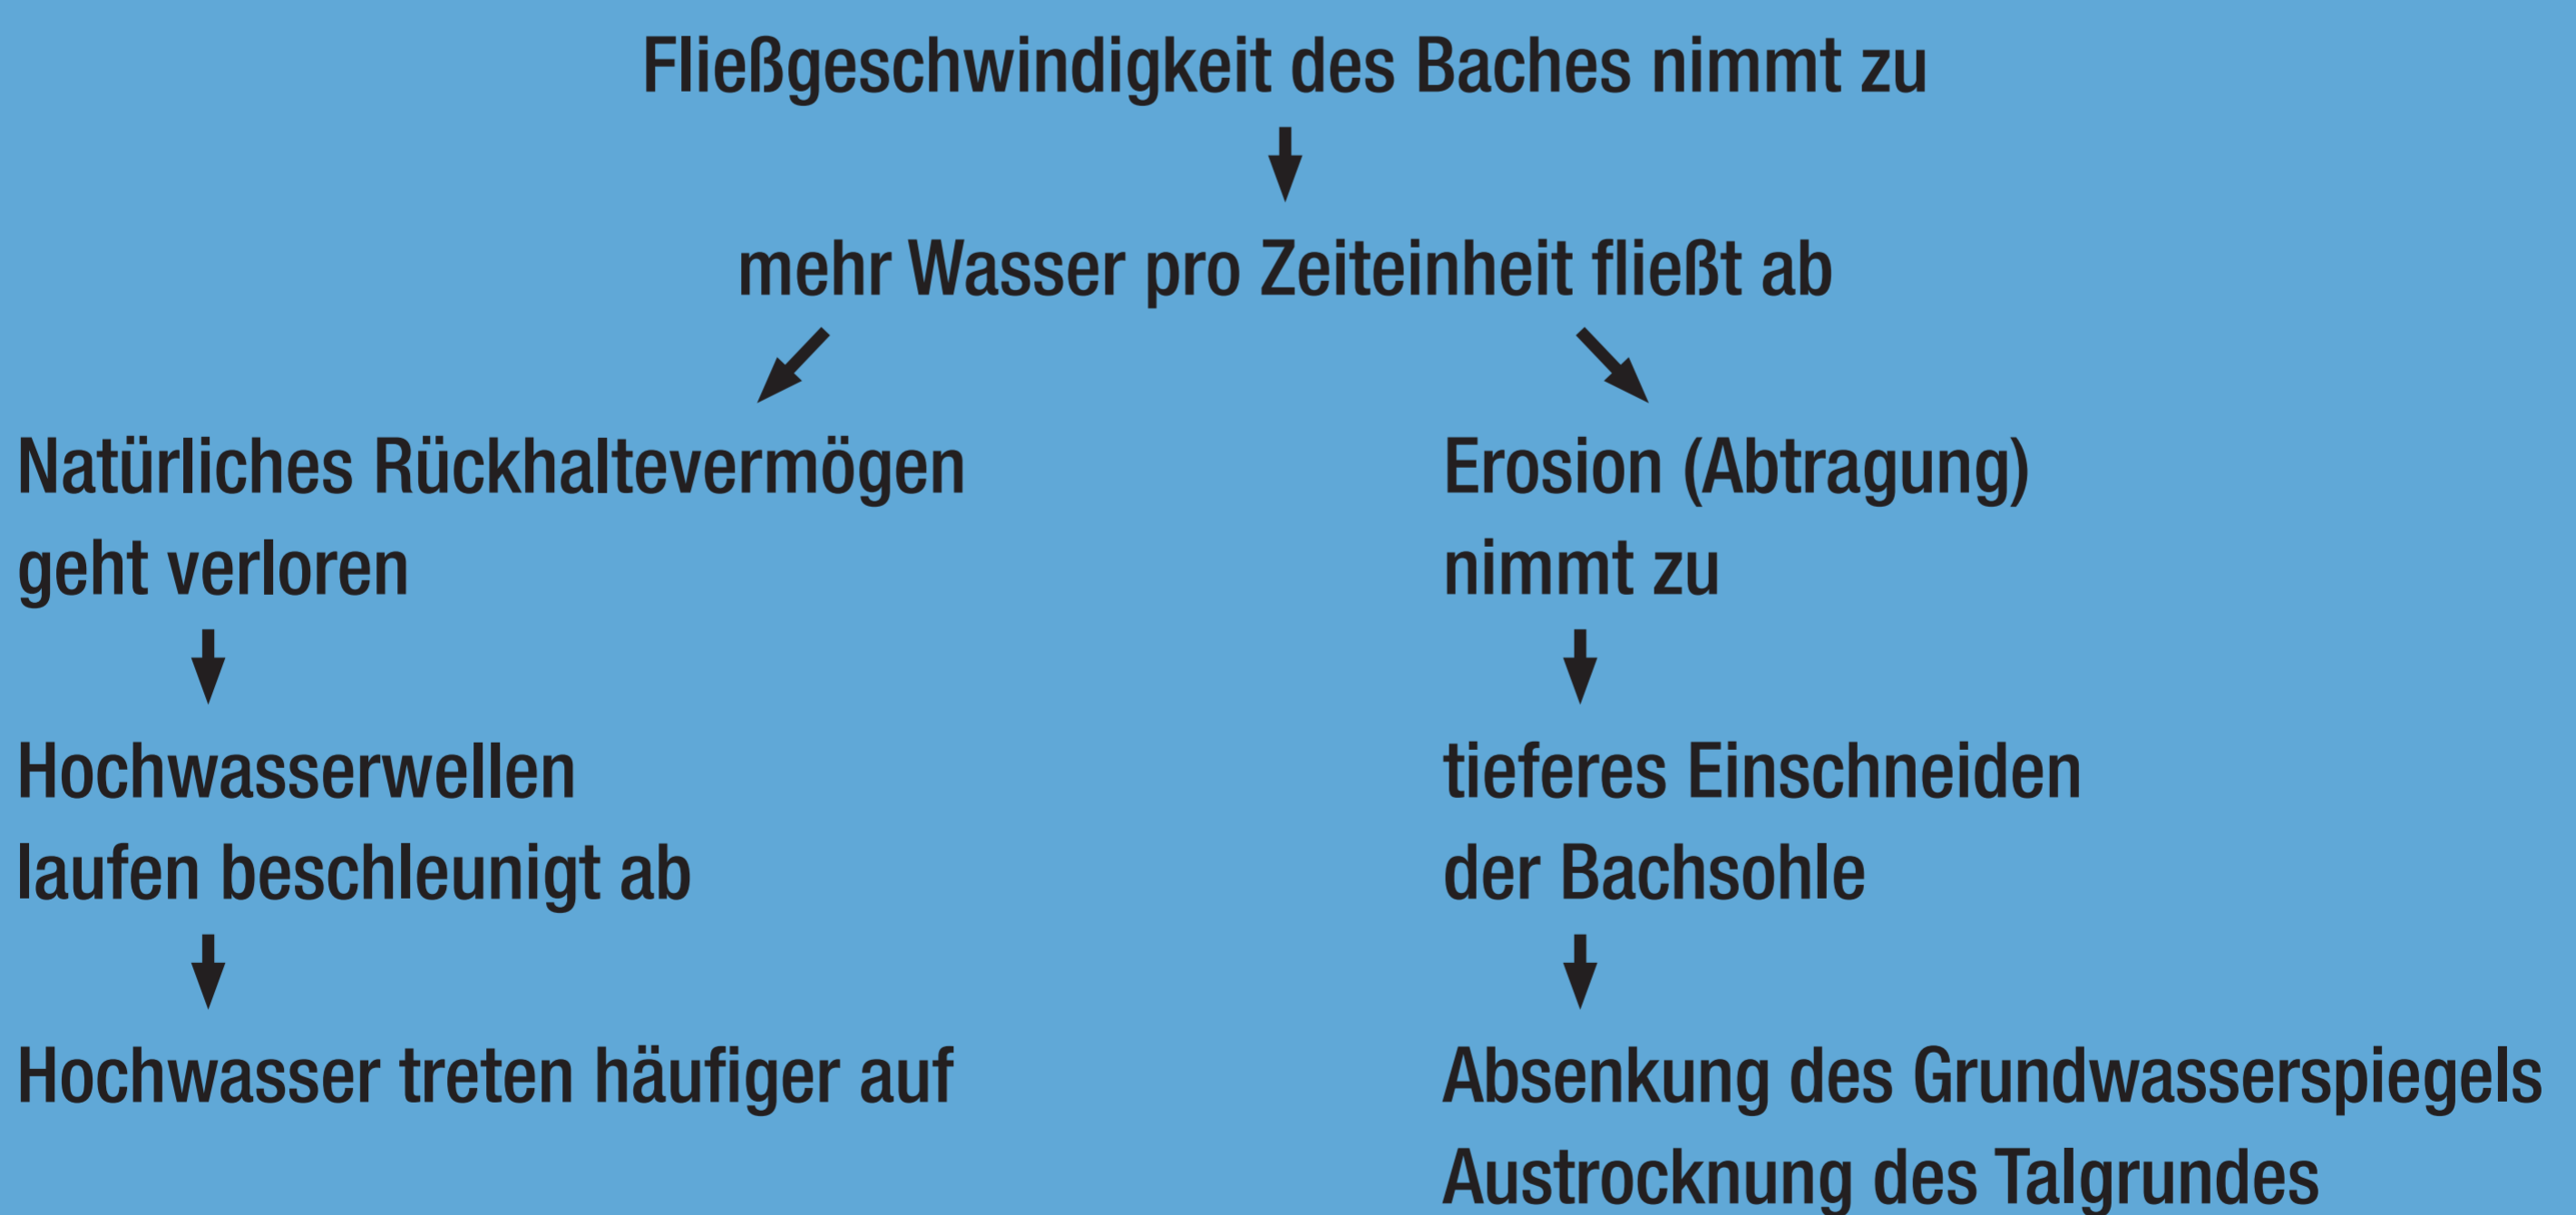 Fließgeschwindigkeit des Baches nimmt zu
mehr Wasser pro Zeiteinheit fließt ab
Natürliches Rückhaltevermögen
geht verloren
Hochwasserwellen
laufen beschleunigt ab
Hochwasser treten häufiger auf
Erosion (Abtragung)
nimmt zu
tieferes Einschneiden
der Bachsohle
Absenkung des Grundwasserspiegels
Austrocknung des Talgrundes